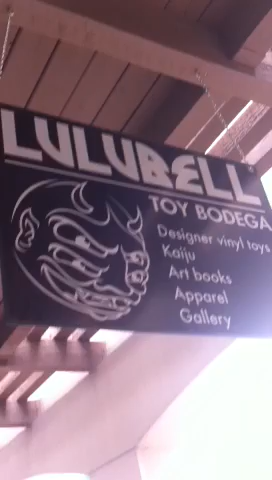 LULUBELL
TOY BODEGA
Designer vinyl toys
Kaiju
Art books
Apparel
Gallery